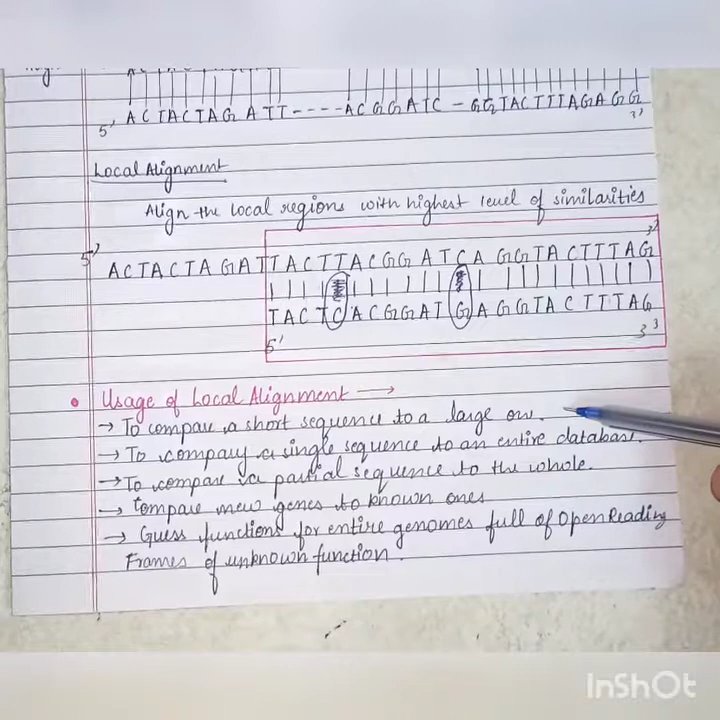 5' ACTACTAGATT----ACGGATC-GGTACTTTAGAGG 3'
Local Alignment
Align the local regions with highest level of similarities
5' ACTACTAGATTTACTTACGGATCAGGTACTTTAG 3'
TACTCACGGATGAGGTACTTTAG
5' 3'
• Usage of Local Alignment →
→ To compare a short sequence to a large one.
→ To company a single sequence to an entire database.
→ To compare a partial sequence to the whole.
→ Compare new genes to known ones
→ Guess functions for entire genomes full of Open Reading
Frames of unknown function.
InShOt